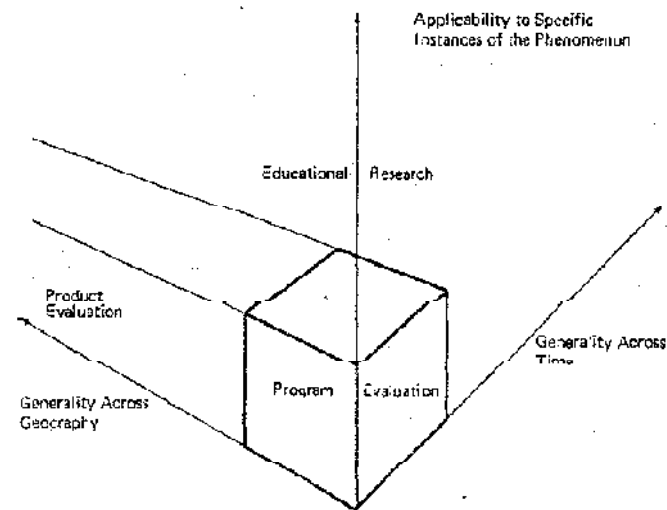 Applicability to Specific
Instances of the Phenomenon
Educational Research
Product
Evaluation
Generality Across
Time
Program Evaluation
Generality Across
Geography